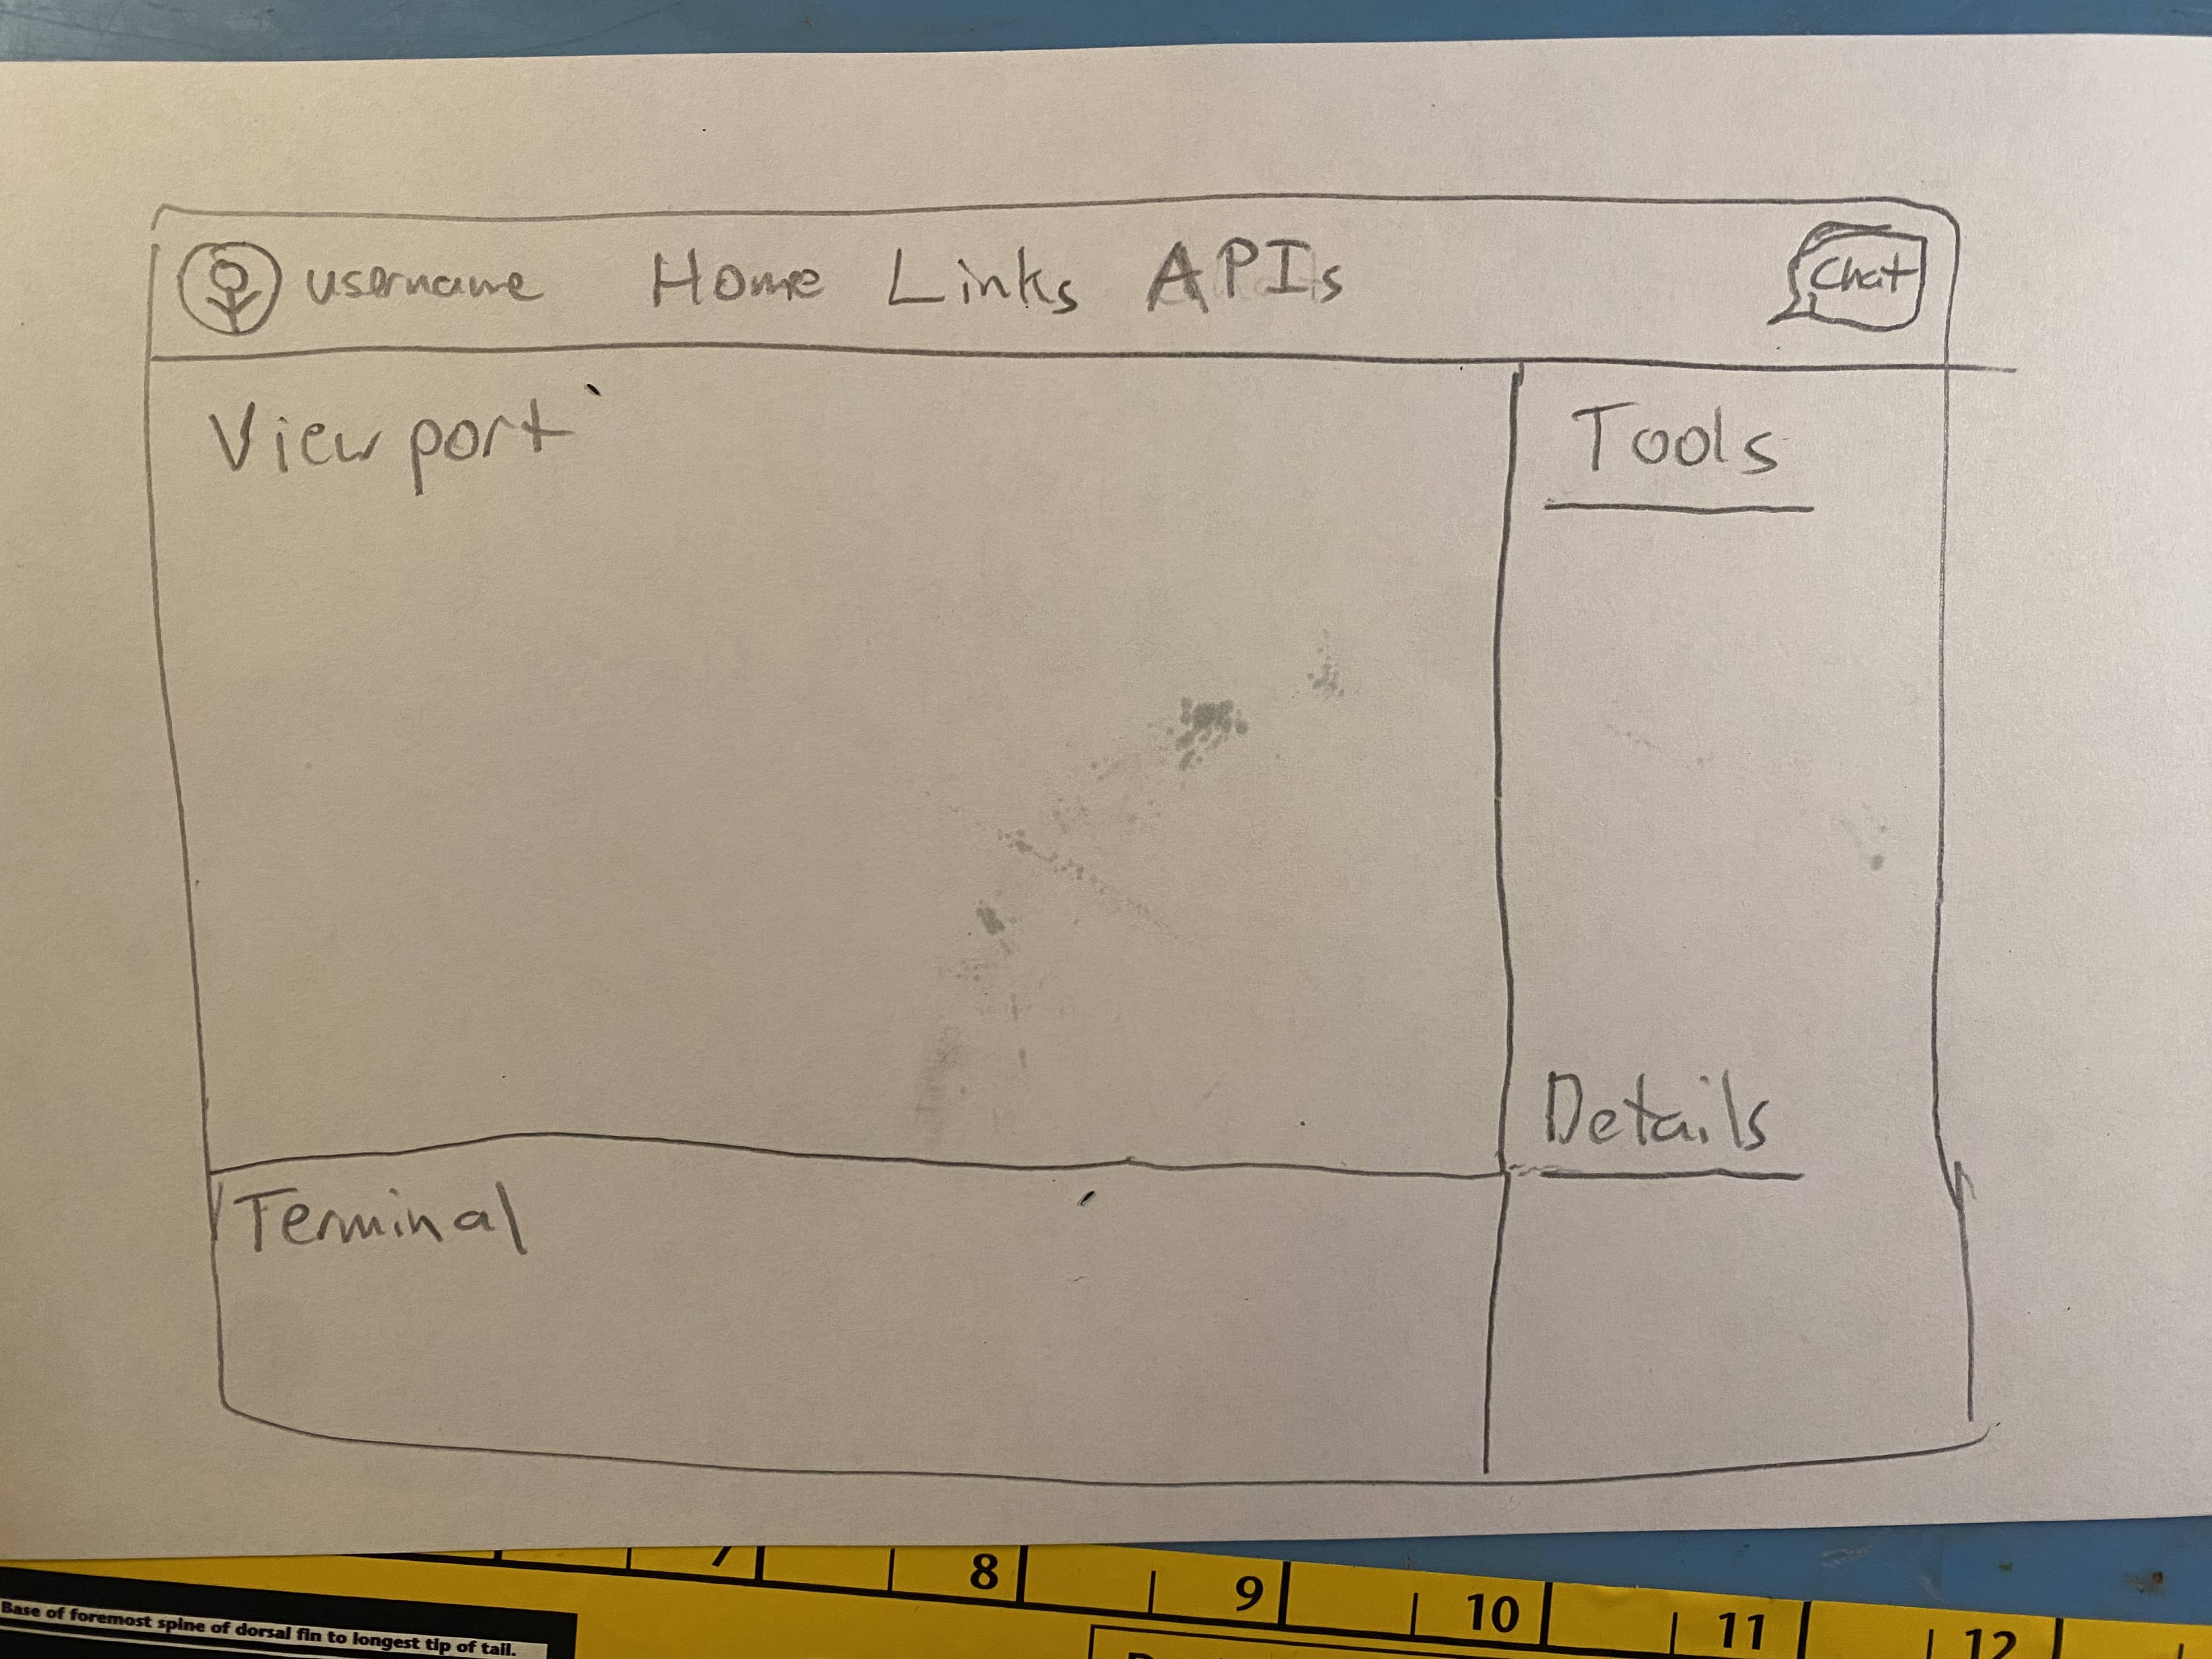 username Home Links APIs Chat
Viewport
Tools
Details
Terminal
7 8 9 10 11 12
Base of foremost spine of dorsal fin to longest tip of tail.